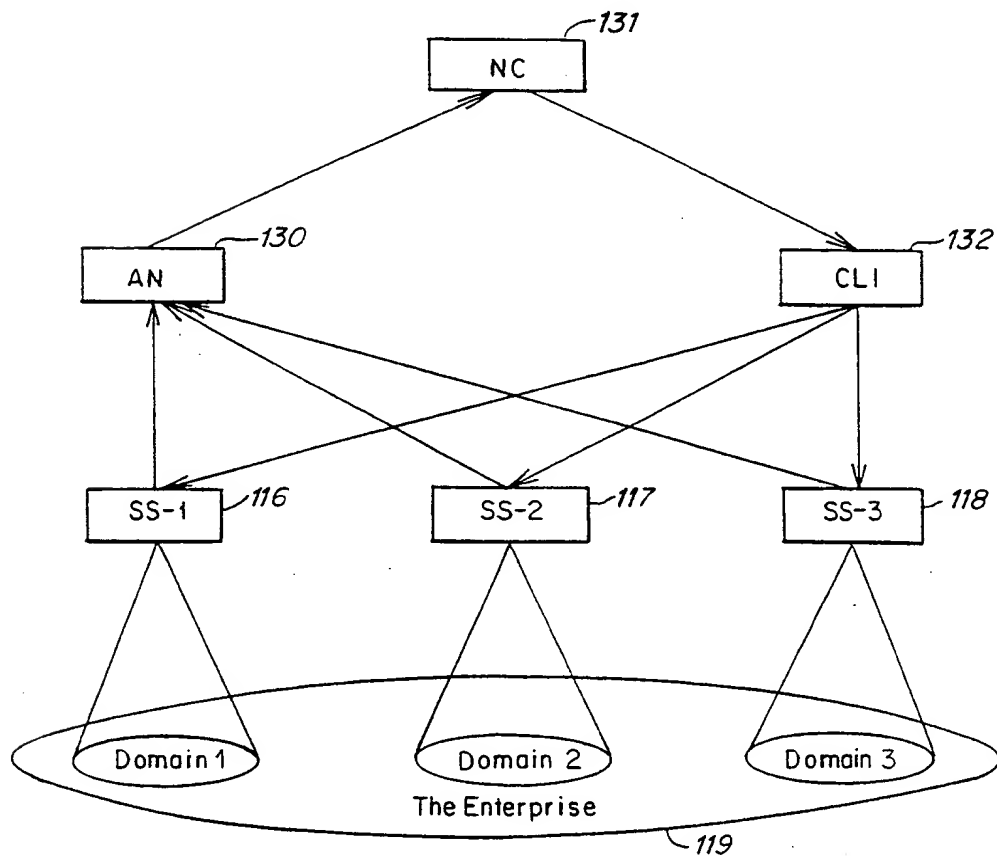 131
NC
130
AN
132
CLI
SS-1
116
SS-2
117
SS-3
118
Domain 1
Domain 2
Domain 3
The Enterprise
119